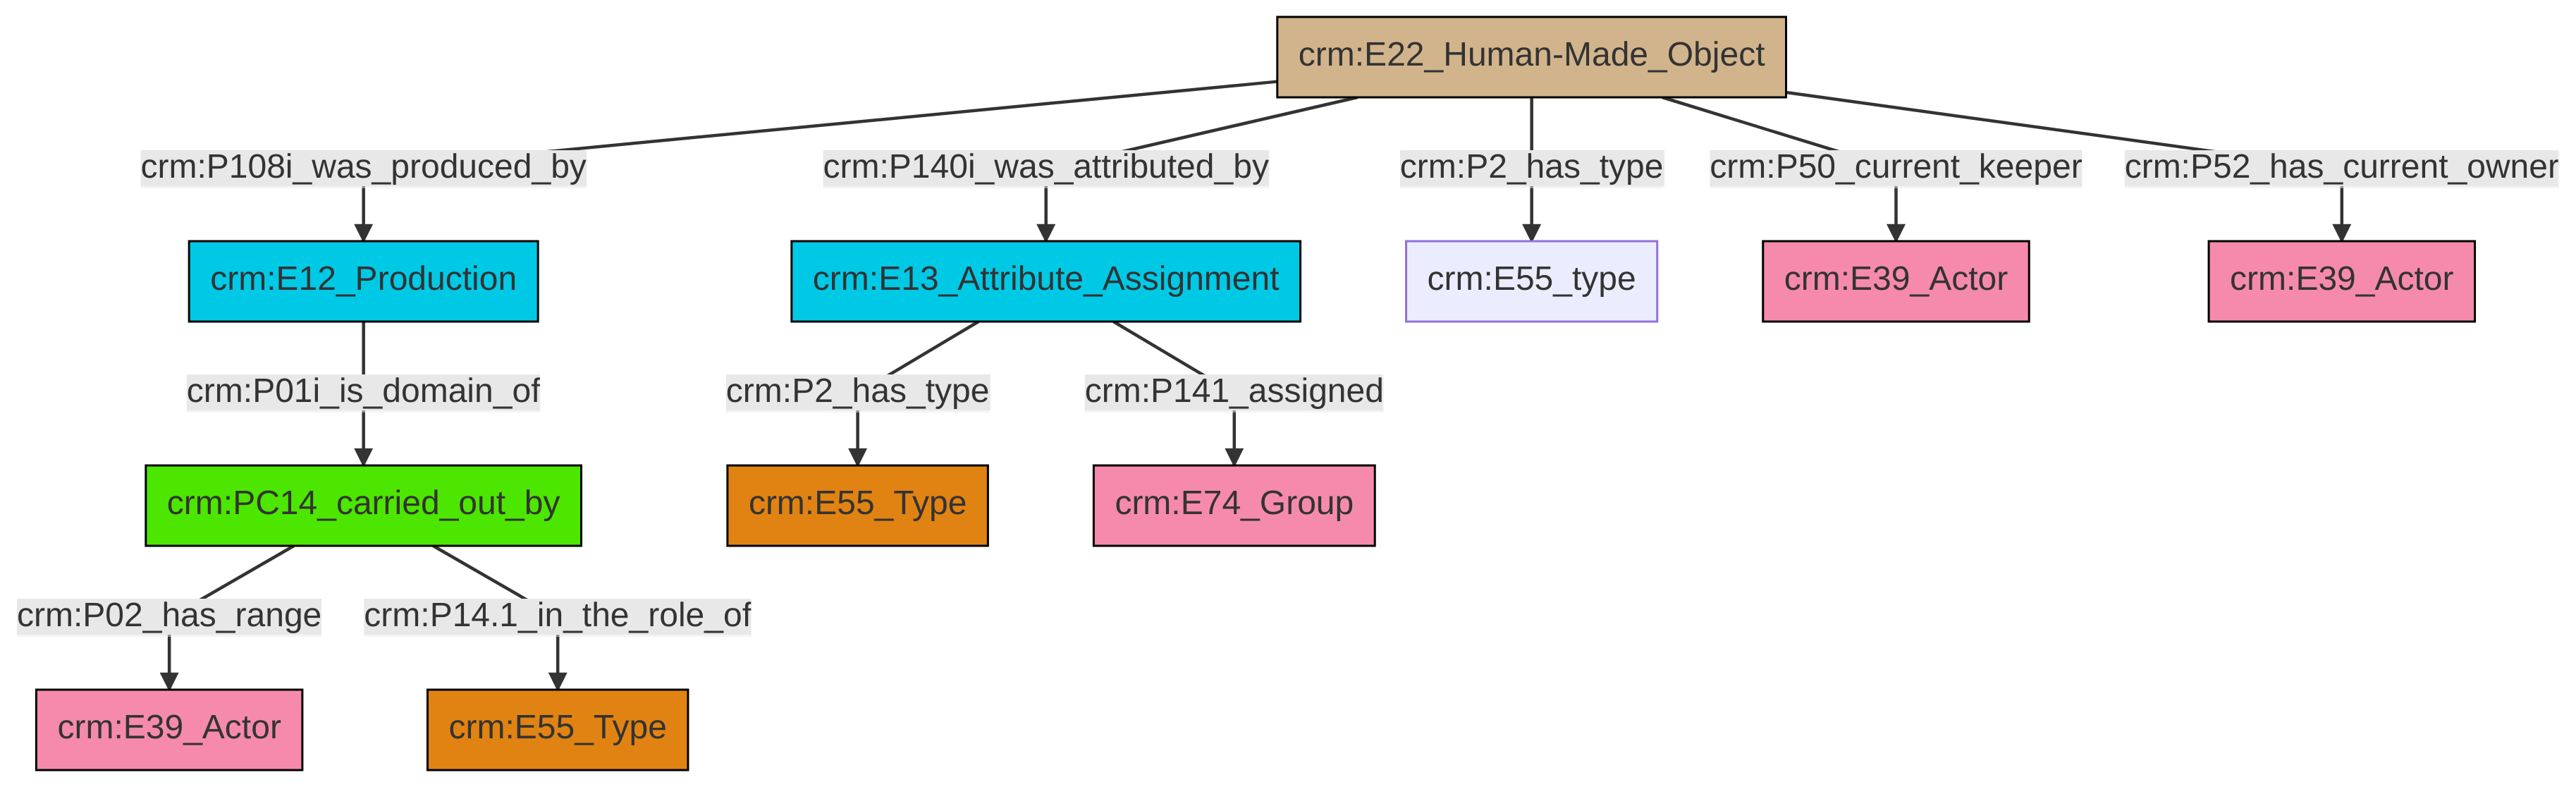 crm:E22_Human-Made_Object
crm:P108i_was_produced_by
crm:P140i_was_attributed_by
crm:P2_has_type
crm:P50_current_keeper
crm:P52_has_current_owner
crm:E12_Production
crm:E13_Attribute_Assignment
crm:E55_type
crm:E39_Actor
crm:E39_Actor
crm:P01i_is_domain_of
crm:P2_has_type
crm:P141_assigned
crm:PC14_carried_out_by
crm:E55_Type
crm:E74_Group
crm:P02_has_range
crm:P14.1_in_the_role_of
crm:E39_Actor
crm:E55_Type